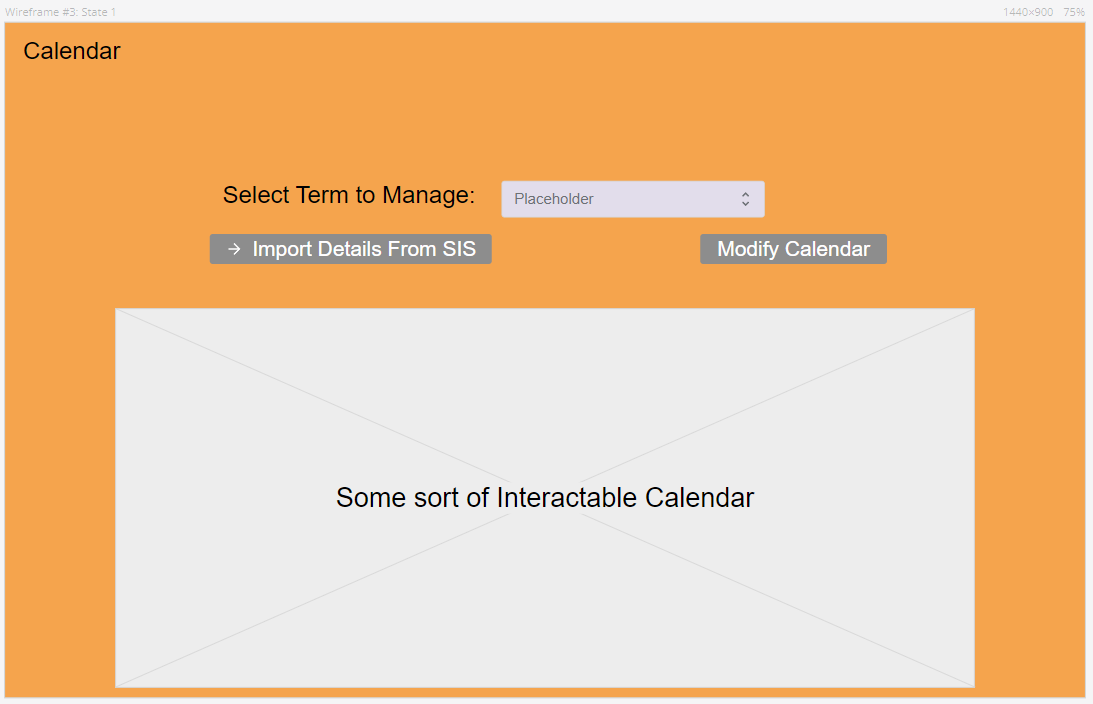 Wireframe #3: State 1 1440×900 75%
Calendar
Select Term to Manage: Placeholder
→ Import Details From SIS Modify Calendar
Some sort of Interactable Calendar